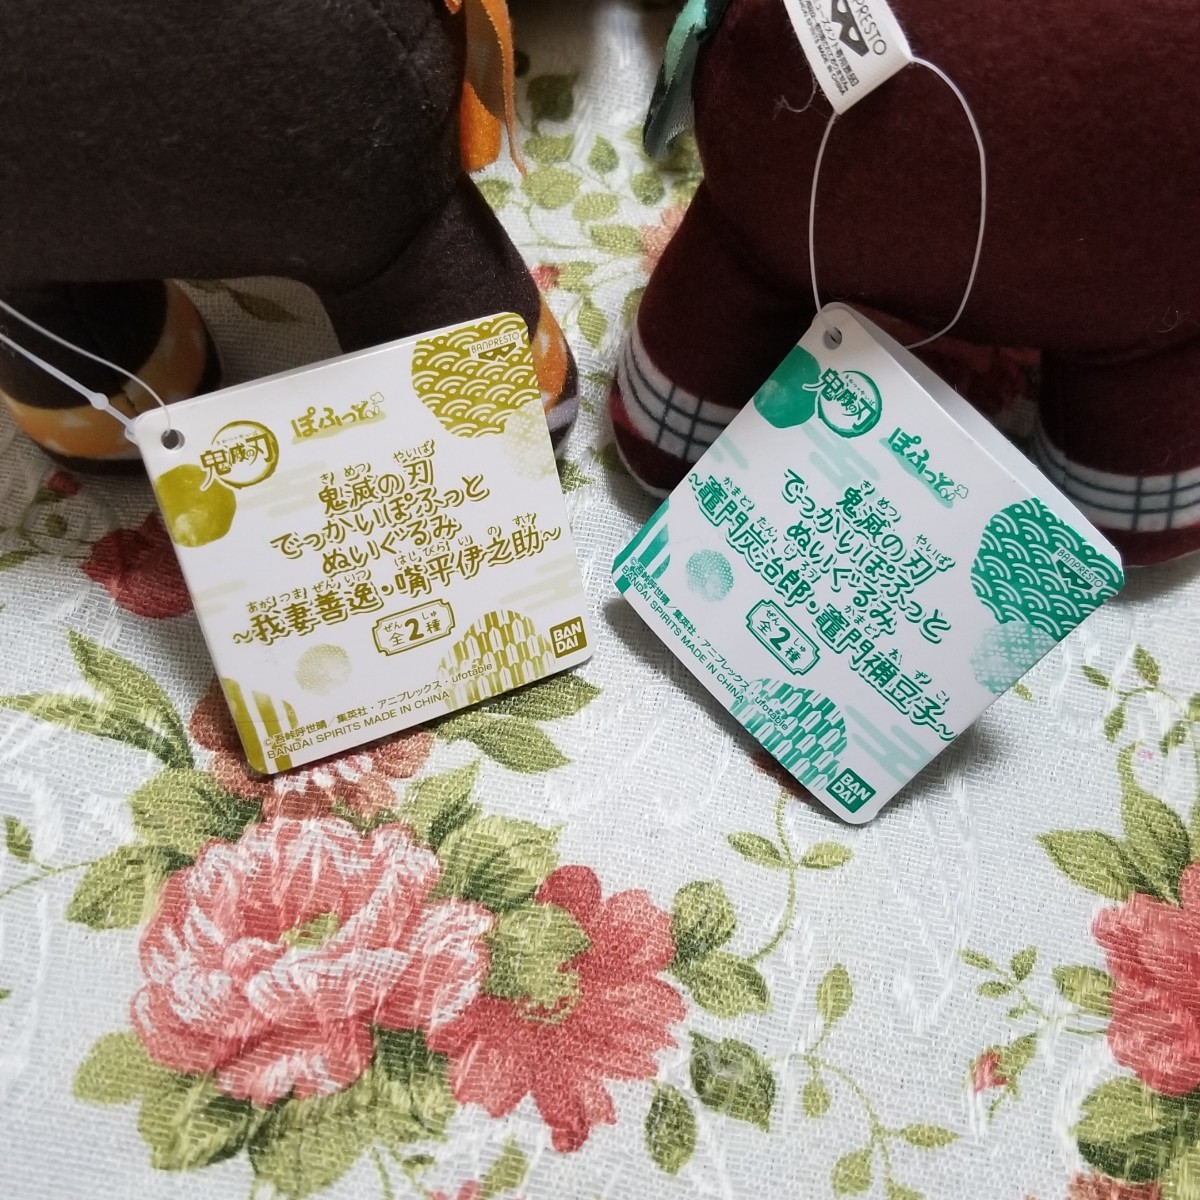 BANPRESTO
鬼滅の刃
ぽふっと
鬼滅の刃
でっかいぽふっと
ぬいぐるみ
～我妻善逸・嘴平伊之助～
全2種
BAN
DAI
©吾峠呼世晴／集英社・アニプレックス・ufotable
BANDAI SPIRITS MADE IN CHINA
BANPRESTO
鬼滅の刃
ぽふっと
鬼滅の刃
でっかいぽふっと
ぬいぐるみ
～竈門炭治郎・竈門禰豆子～
全2種
BANPRESTO
BAN
DAI
©吾峠呼世晴／集英社・アニプレックス・ufotable
BANDAI SPIRITS MADE IN CHINA